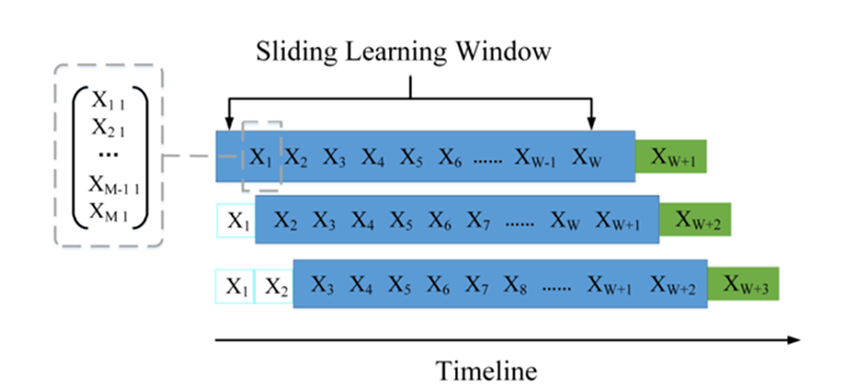 Sliding Learning Window
X1 1
X2 1
...
XM-1 1
XM 1
X1 X2 X3 X4 X5 X6 ...... XW-1 XW XW+1
X1 X2 X3 X4 X5 X6 X7 ...... XW XW+1 XW+2
X1 X2 X3 X4 X5 X6 X7 X8 ...... XW+1 XW+2 XW+3
Timeline